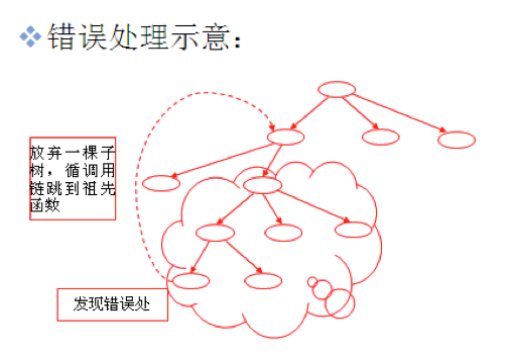 错误处理示意：
放弃一棵子
树，循调用
链跳到祖先
函数
发现错误处